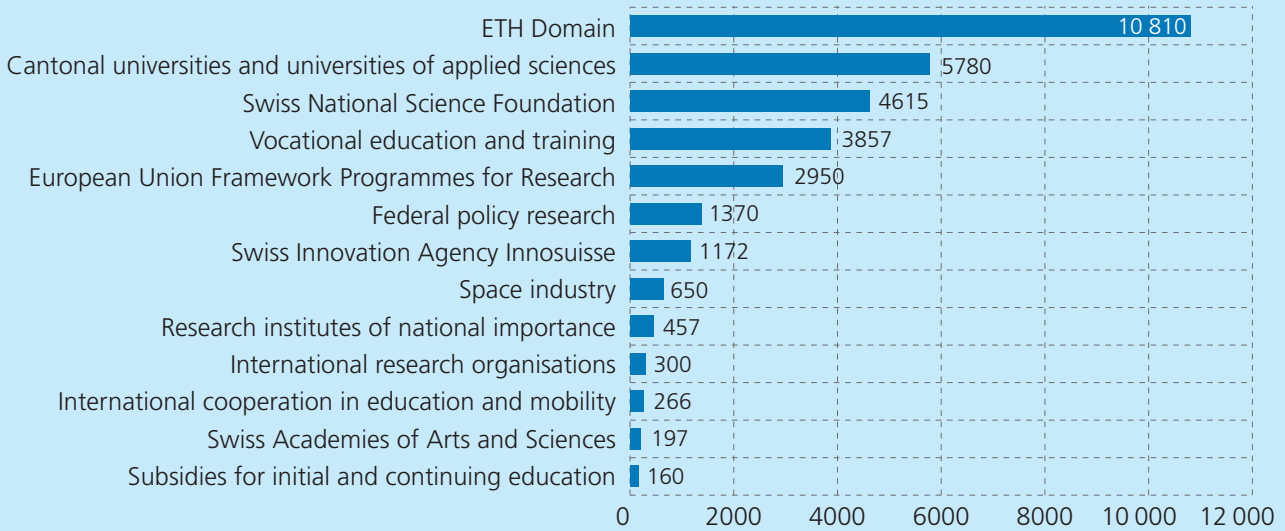 ETH Domain 10 810
Cantonal universities and universities of applied sciences 5780
Swiss National Science Foundation 4615
Vocational education and training 3857
European Union Framework Programmes for Research 2950
Federal policy research 1370
Swiss Innovation Agency Innosuisse 1172
Space industry 650
Research institutes of national importance 457
International research organisations 300
International cooperation in education and mobility 266
Swiss Academies of Arts and Sciences 197
Subsidies for initial and continuing education 160
0 2000 4000 6000 8000 10 000 12 000